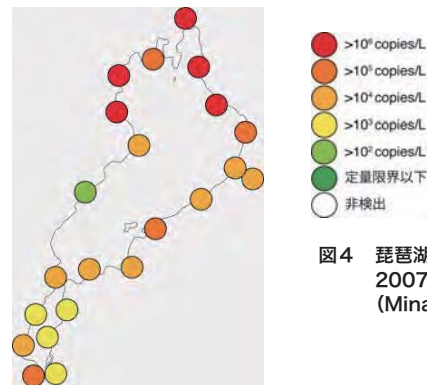 >10⁶ copies/L
>10⁵ copies/L
>10⁴ copies/L
>10³ copies/L
>10² copies/L
定量限界以下
非検出
図4 琵琶湖
2007
(Mina